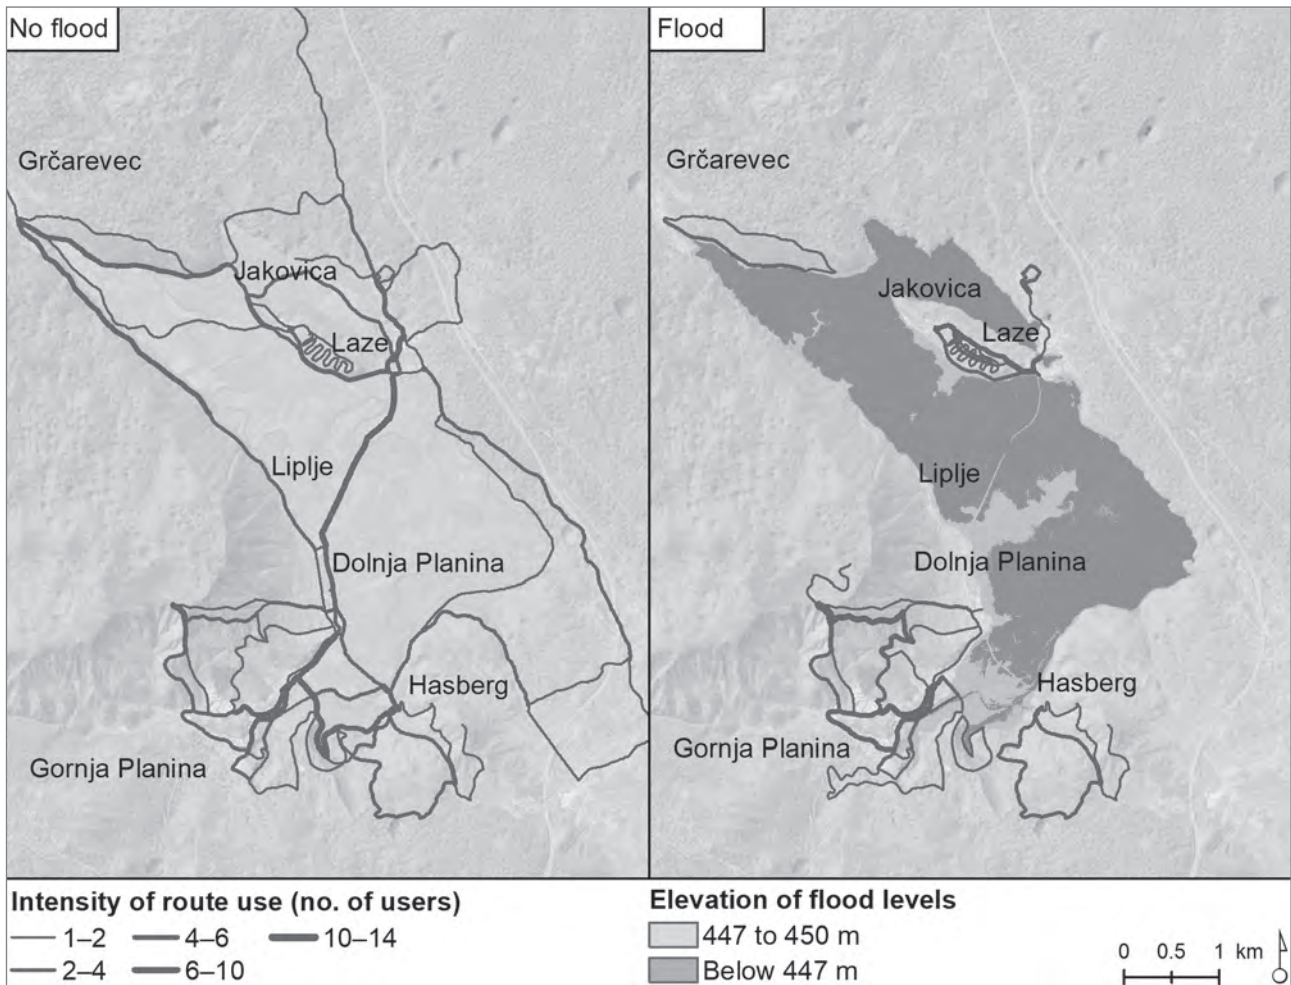 No flood
Grčarevec
Jakovica
Laze
Liplje
Dolnja Planina
Hasberg
Gornja Planina
Flood
Grčarevec
Jakovica
Laze
Liplje
Dolnja Planina
Hasberg
Gornja Planina
Intensity of route use (no. of users)
1–2 4–6 10–14
2–4 6–10
Elevation of flood levels
447 to 450 m
Below 447 m
0 0.5 1 km